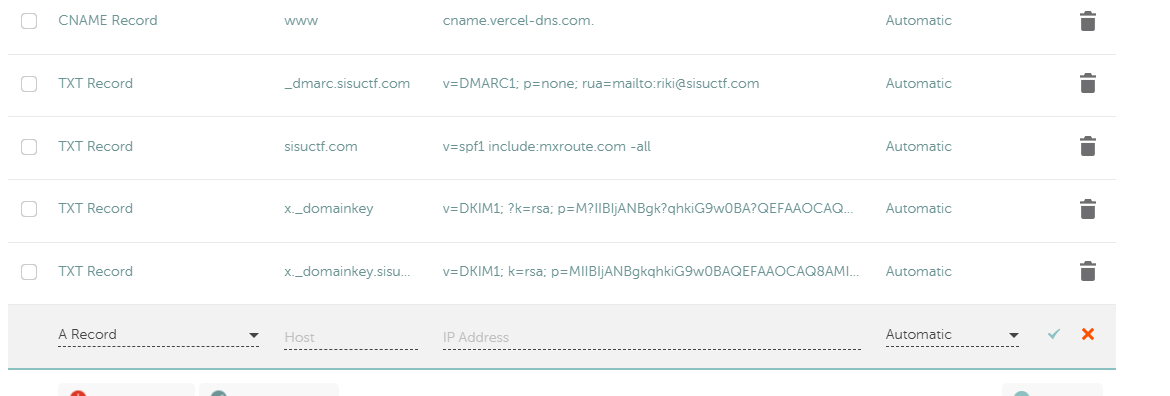 CNAME Record www cname.vercel-dns.com. Automatic
TXT Record _dmarc.sisuctf.com v=DMARC1; p=none; rua=mailto:riki@sisuctf.com Automatic
TXT Record sisuctf.com v=spf1 include:mxroute.com -all Automatic
TXT Record x._domainkey v=DKIM1; ?k=rsa; p=M?IIBIjANBgk?qhkiG9w0BA?QEFAAOCAQ... Automatic
TXT Record x._domainkey.sisu... v=DKIM1; k=rsa; p=MIIBIjANBgkqhkiG9w0BAQEFAAOCAQ8AMI... Automatic
A Record Host IP Address Automatic